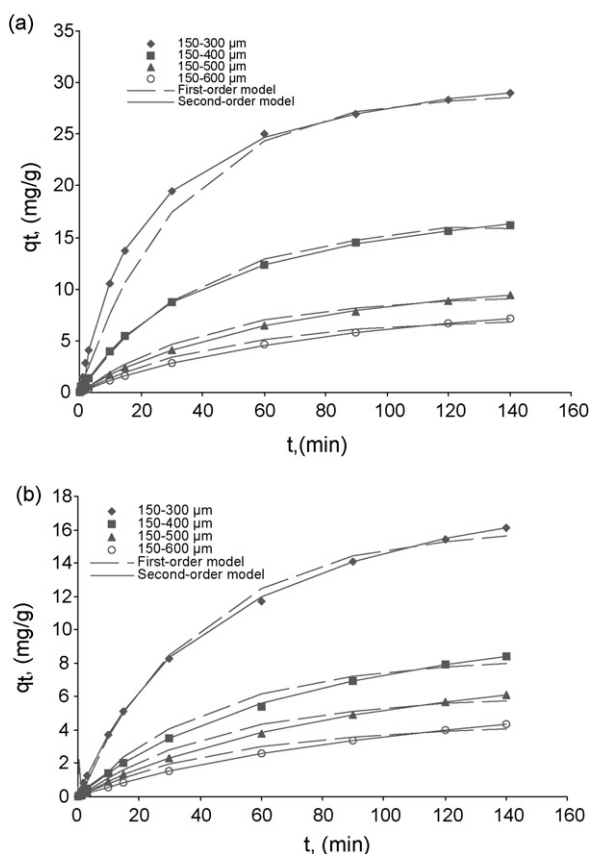 (a)
150-300 µm
150-400 µm
150-500 µm
150-600 µm
First-order model
Second-order model
35
30
25
20
15
10
5
0
qt, (mg/g)
0 20 40 60 80 100 120 140 160
t,(min)
(b)
150-300 µm
150-400 µm
150-500 µm
150-600 µm
First-order model
Second-order model
18
16
14
12
10
8
6
4
2
0
qt, (mg/g)
0 20 40 60 80 100 120 140 160
t, (min)